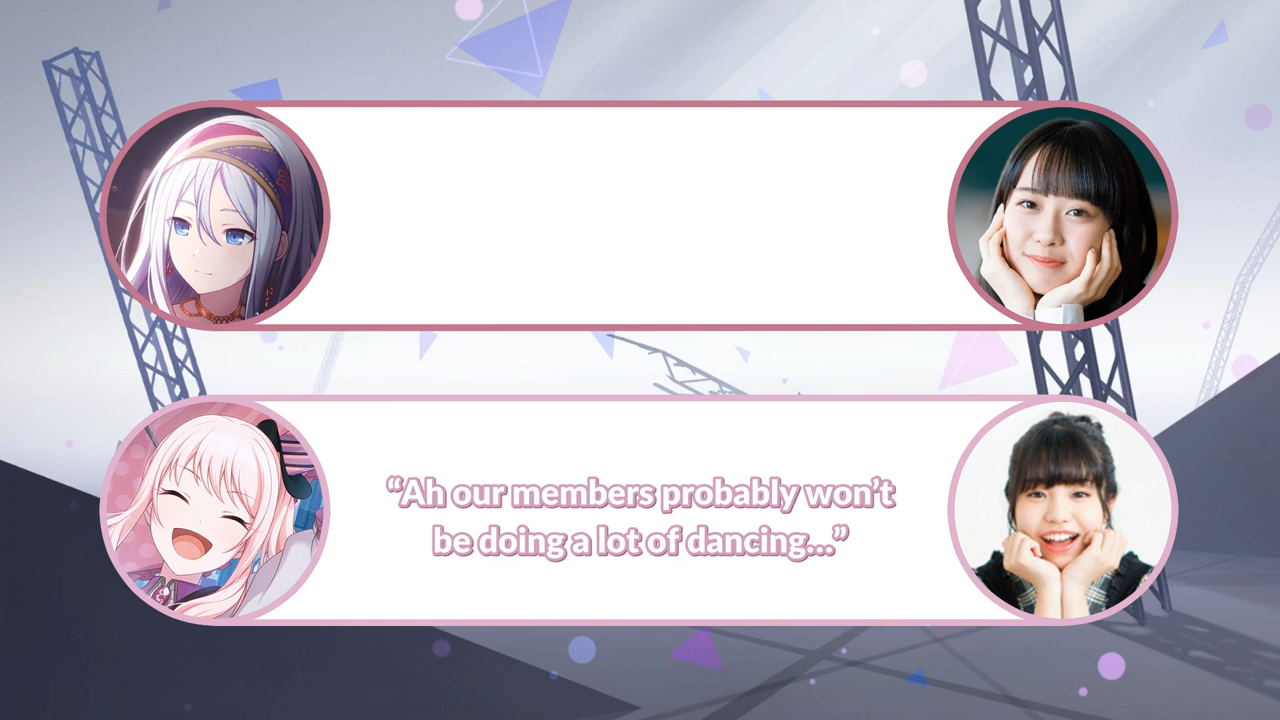 “Ah our members probably won’t
be doing a lot of dancing...”